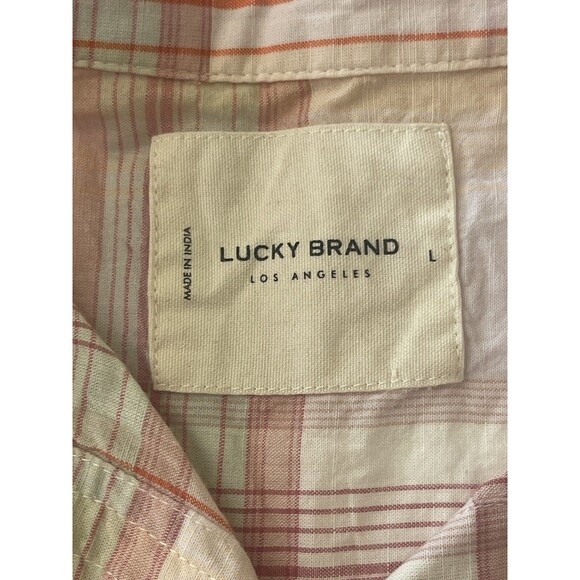 MADE IN INDIA
LUCKY BRAND
LOS ANGELES
L